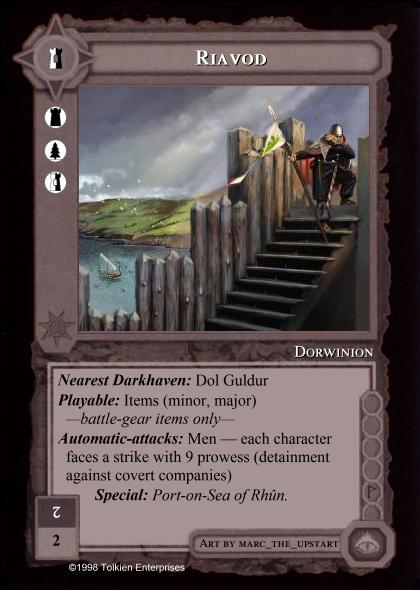 RIAVOD
DORWINION
Nearest Darkhaven: Dol Guldur
Playable: Items (minor, major)
—battle-gear items only—
Automatic-attacks: Men — each character
faces a strike with 9 prowess (detainment
against covert companies)
Special: Port-on-Sea of Rhûn.
2
2
ART BY MARC_THE_UPSTART
©1998 Tolkien Enterprises